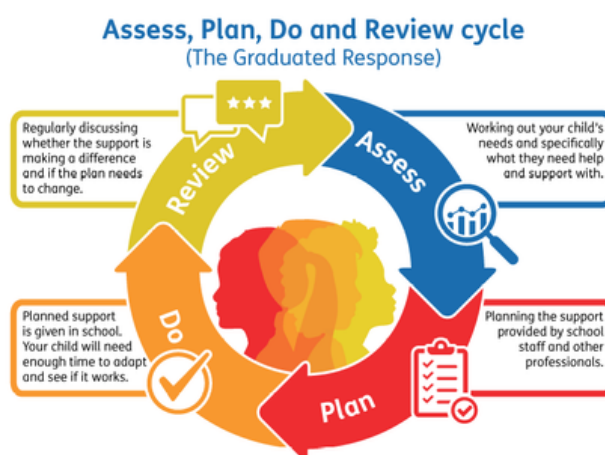 Assess, Plan, Do and Review cycle
(The Graduated Response)
Regularly discussing
whether the support is
making a difference
and if the plan needs
to change.
Review
Assess
Working out your child's
needs and specifically
what they need help
and support with.
Planned support
is given in school.
Your child will need
enough time to adapt
and see if it works.
Do
Plan
Planning the support
provided by school
staff and other
professionals.